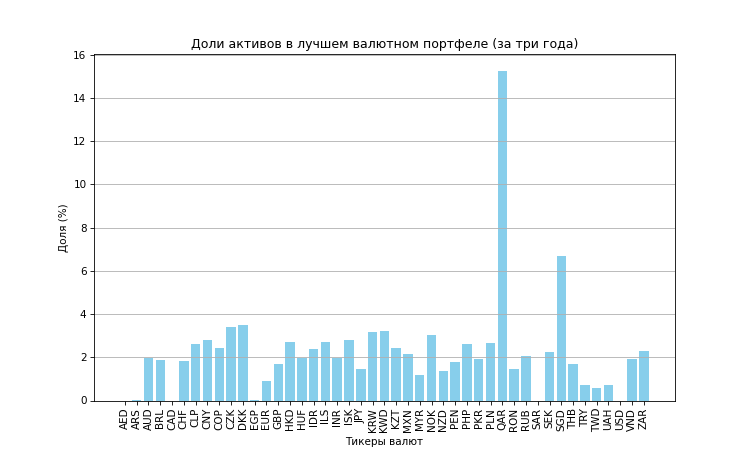 Доли активов в лучшем валютном портфеле (за три года)
16
14
12
10
8
6
4
2
0
Доля (%)
AED ARS AUD BRL CAD CHF CLP CNY COP CZK DKK EGP EUR GBP HKD HUF IDR ILS INR ISK JPY KRW KWD KZT MXN MYR NOK NZD PEN PHP PKR PLN QAR RON RUB SAR SEK SGD THB TRY TWD UAH USD VND ZAR
Тикеры валют